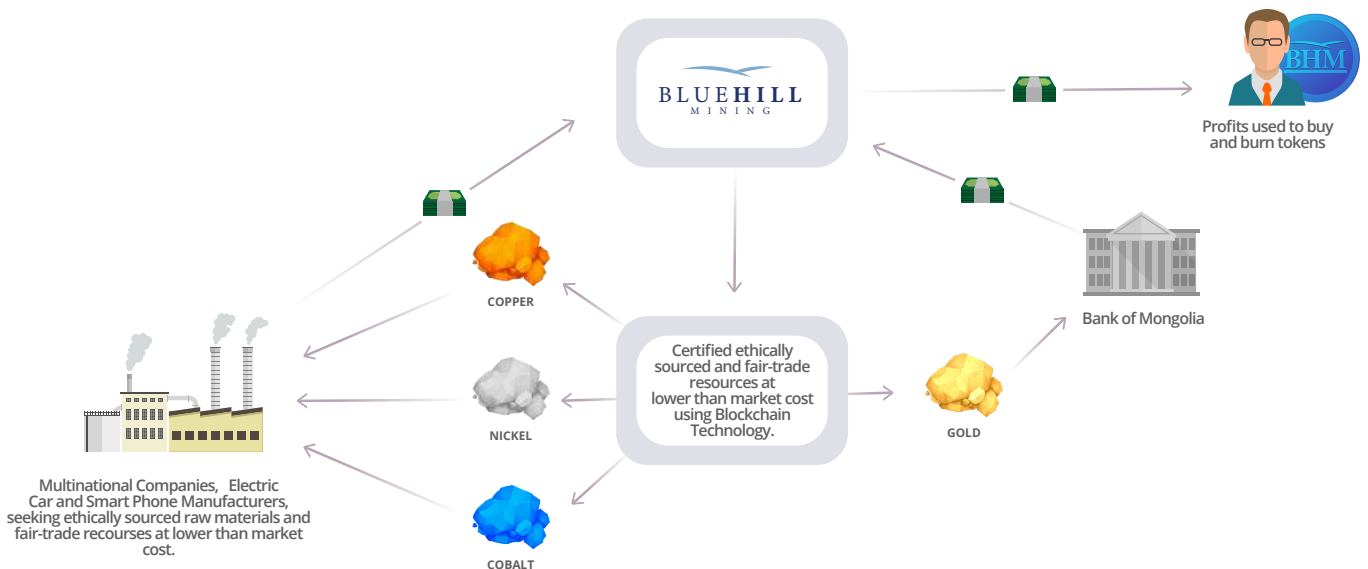 BLUEHILL
MINING
BHM
Profits used to buy
and burn tokens
COPPER
Bank of Mongolia
Certified ethically
sourced and fair-trade
resources at
lower than market cost
using Blockchain
Technology.
NICKEL
GOLD
Multinational Companies,   Electric
Car and Smart Phone Manufacturers,
seeking ethically sourced raw materials and
fair-trade recourses at lower than market
cost.
COBALT